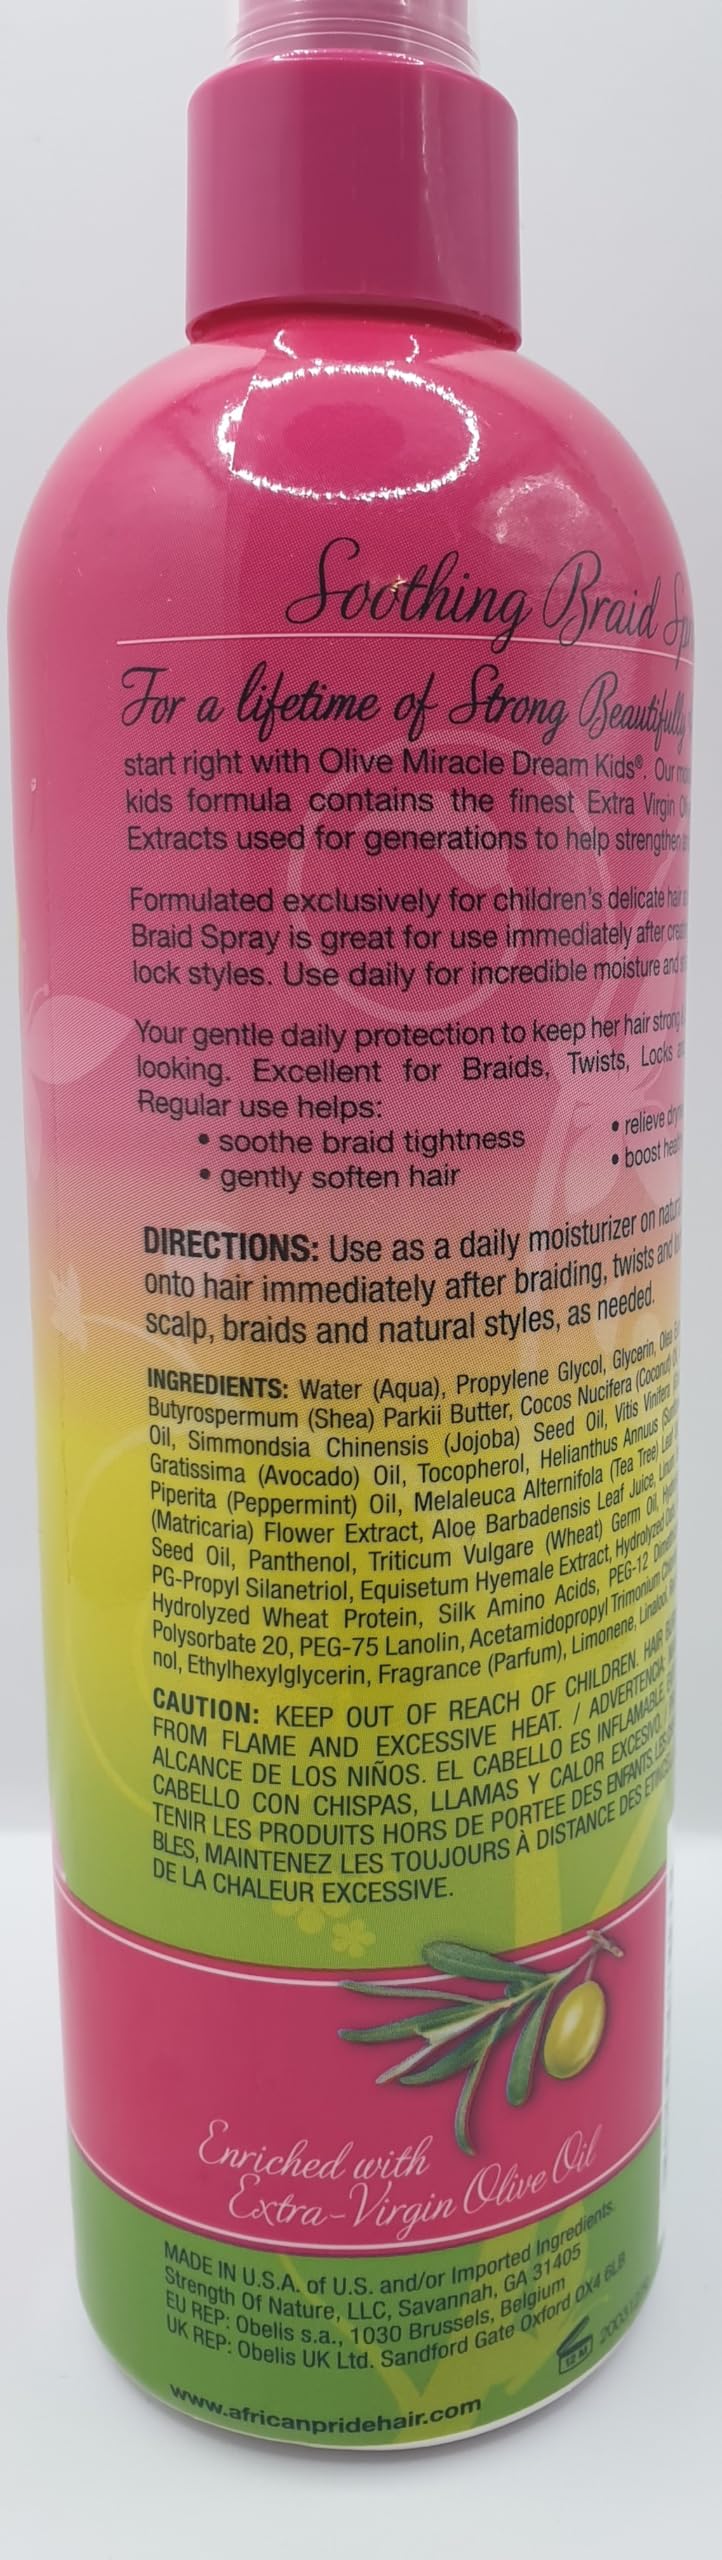 Soothing Braid
For a lifetime of Strong Beautifully
start right with Olive Miracle Dream Kids®. Our
kids formula contains the finest Extra Virgin
Extracts used for generations to help strengthen
Formulated exclusively for children's delicate hair
Braid Spray is great for use immediately after
lock styles. Use daily for incredible moisture and
Your gentle daily protection to keep her hair strong
looking. Excellent for Braids, Twists, Locks
Regular use helps:
• soothe braid tightness
• relieve
• gently soften hair
• boost
DIRECTIONS: Use as a daily moisturizer on
onto hair immediately after braiding, twists and
scalp, braids and natural styles, as needed.
INGREDIENTS: Water (Aqua), Propylene Glycol, Glycerin, Olea
Butyrospermum (Shea) Parkii Butter, Cocos Nucifera (Coconut)
Oil, Simmondsia Chinensis (Jojoba) Seed Oil, Vitis Vinifera
Gratissima (Avocado) Oil, Tocopherol, Helianthus Annuus
Piperita (Peppermint) Oil, Melaleuca Alternifola (Tea Tree) Leaf
(Matricaria) Flower Extract, Aloe Barbadensis Leaf Juice,
Seed Oil, Panthenol, Triticum Vulgare (Wheat) Germ Oil,
PG-Propyl Silanetriol, Equisetum Hyemale Extract, Hydrolyzed
Hydrolyzed Wheat Protein, Silk Amino Acids, PEG-12
Polysorbate 20, PEG-75 Lanolin, Acetamidopropyl Trimonium
nol, Ethylhexylglycerin, Fragrance (Parfum), Limonene, Linalool,
CAUTION: KEEP OUT OF REACH OF CHILDREN. HAIR
FROM FLAME AND EXCESSIVE HEAT. / ADVERTENCIA:
ALCANCE DE LOS NIÑOS. EL CABELLO ES INFLAMABLE.
CABELLO CON CHISPAS, LLAMAS Y CALOR EXCESIVO. /
TENIR LES PRODUITS HORS DE PORTEE DES ENFANTS. LES
BLES, MAINTENEZ LES TOUJOURS À DISTANCE DES
DE LA CHALEUR EXCESSIVE.
Enriched with
Extra-Virgin Olive Oil
MADE IN U.S.A. of U.S. and/or Imported Ingredients.
Strength Of Nature, LLC, Savannah, GA 31405
EU REP: Obelis s.a., 1030 Brussels, Belgium
UK REP: Obelis UK Ltd. Sandford Gate Oxford OX4 6LB
12 M
www.africanpridehair.com